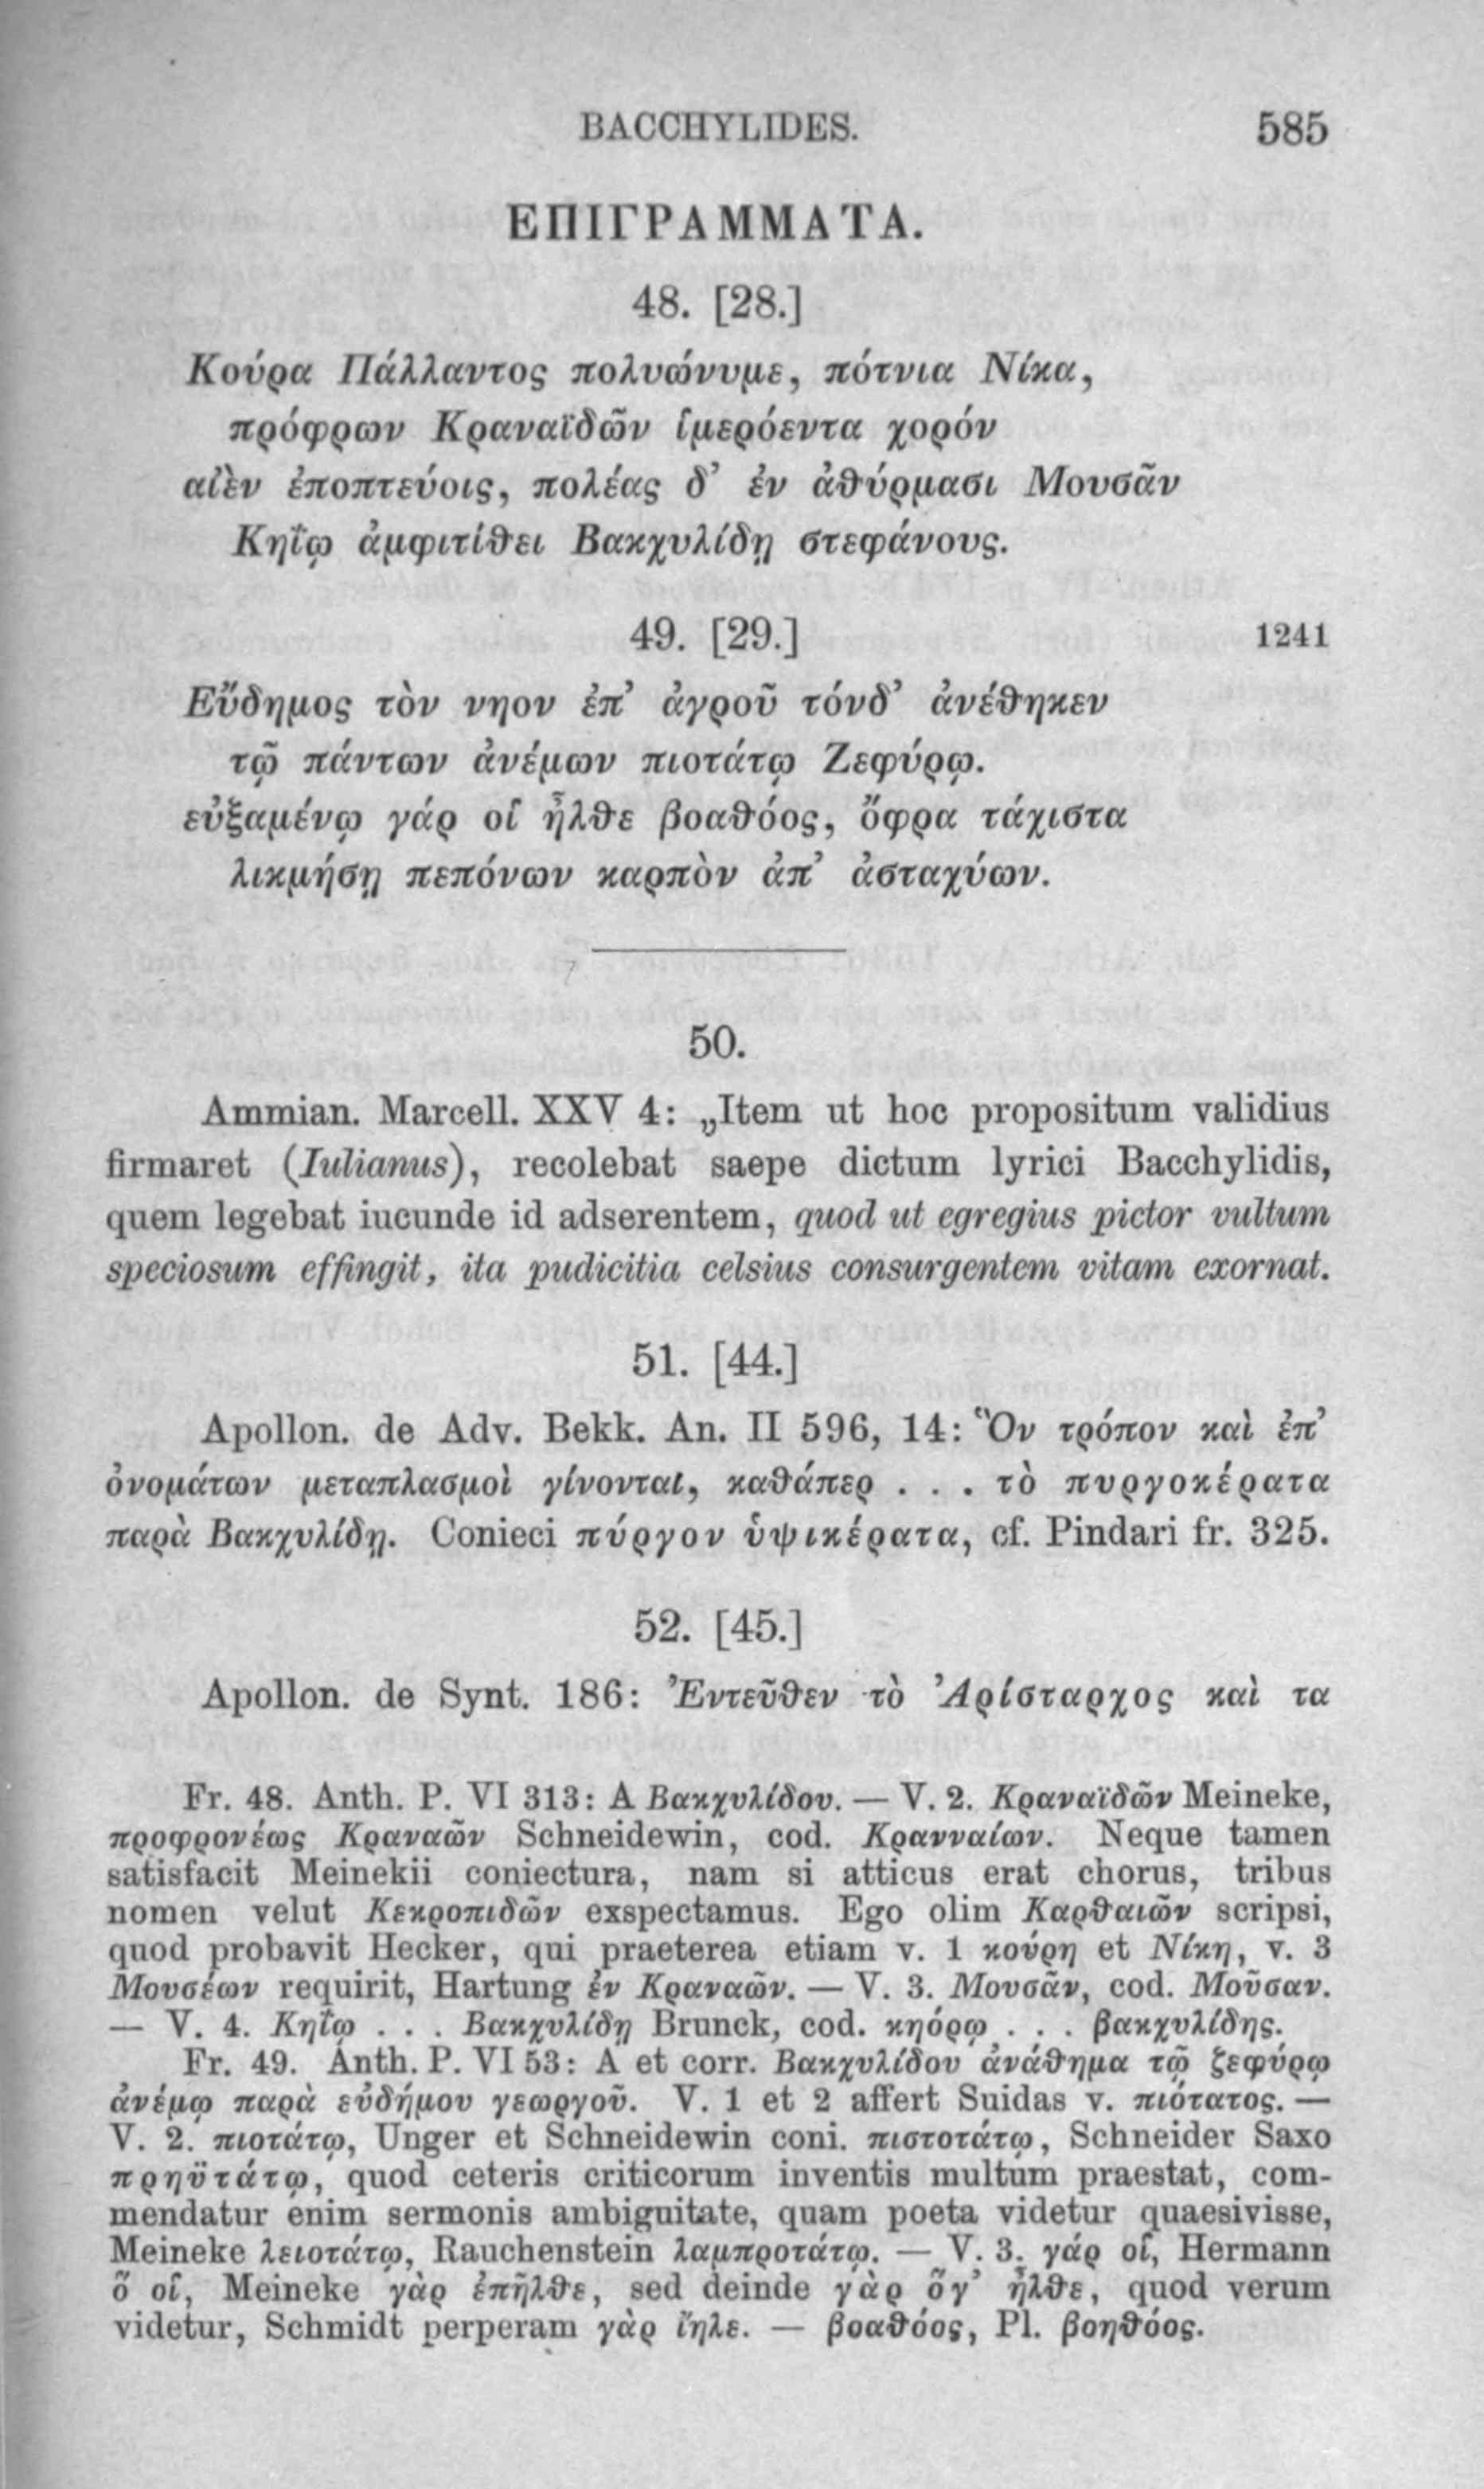 BACCHYLIDES. 585
ΕΠΙΓΡΑΜΜΑΤΑ.
48. [28.]
Κούρα Πάλλαντος πολυώνυμε, πότνια Νίκα,
πρόφρων Κραναϊδῶν ἱμερόεντα χορόν
αἰὲν ἐποπτεύοις, πολέας δ’ ἐν ἀθύρμασι Μουσᾶν
Κηΐῳ ἀμφιτίθει Βακχυλίδῃ στεφάνους.
49. [29.] 1241
Εὔδημος τὸν νηον ἐπ’ ἀγροῦ τόνδ’ ἀνέθηκεν
τῷ πάντων ἀνέμων πιοτάτῳ Ζεφύρῳ.
εὐξαμένῳ γάρ οἱ ἦλθε βοαθόος, ὄφρα τάχιστα
λικμήσῃ πεπόνων καρπὸν ἀπ’ ἀσταχύων.
50.
Ammian. Marcell. XXV 4: „Item ut hoc propositum validius
firmaret (Iulianus), recolebat saepe dictum lyrici Bacchylidis,
quem legebat iucunde id adserentem, quod ut egregius pictor vultum
speciosum effingit, ita pudicitia celsius consurgentem vitam exornat.
51. [44.]
Apollon. de Adv. Bekk. An. II 596, 14: Ὃν τρόπον καὶ ἐπ’
ὀνομάτων μεταπλασμοὶ γίνονται, καθάπερ . . . τὸ πυργοκέρατα
παρὰ Βακχυλίδῃ. Conieci πύργον ὑψικέρατα, cf. Pindari fr. 325.
52. [45.]
Apollon. de Synt. 186: Ἐντεῦθεν τὸ Ἀρίσταρχος καὶ τα
Fr. 48. Anth. P. VI 313: A Βακχυλίδου. — V. 2. Κραναϊδῶν Meineke,
προφρονέως Κραναῶν Schneidewin, cod. Κρανναίων. Neque tamen
satisfacit Meinekii coniectura, nam si atticus erat chorus, tribus
nomen velut Κεκροπιδῶν exspectamus. Ego olim Καρθαιῶν scripsi,
quod probavit Hecker, qui praeterea etiam v. 1 κούρη et Νίκη, v. 3
Μουσέων requirit, Hartung ἐν Κραναῶν. — V. 3. Μουσᾶν, cod. Μοῦσαν.
— V. 4. Κηΐῳ . . . Βακχυλίδῃ Brunck, cod. κηόρῳ . . . βακχυλίδης.
Fr. 49. Anth. P. VI 53: A et corr. Βακχυλίδου ἀνάθημα τῷ ζεφύρῳ
ἀνέμῳ παρὰ εὐδήμου γεωργοῦ. V. 1 et 2 affert Suidas v. πιότατος. —
V. 2. πιοτάτῳ, Unger et Schneidewin coni. πιστοτάτῳ, Schneider Saxo
πρηϋτάτῳ, quod ceteris criticorum inventis multum praestat, com-
mendatur enim sermonis ambiguitate, quam poeta videtur quaesivisse,
Meineke λειοτάτῳ, Rauchenstein λαμπροτάτῳ. — V. 3. γάρ οἱ, Hermann
ὅ οἱ, Meineke γὰρ ἐπῆλθε, sed deinde γὰρ ὅγ’ ἦλθε, quod verum
videtur, Schmidt perperam γὰρ ἵηλε. — βοαθόος, Pl. βοηθόος.